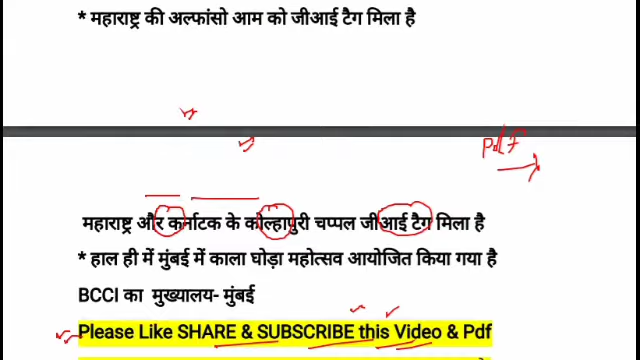 * महाराष्ट्र की अल्फांसो आम को जीआई टैग मिला है
Pdf
महाराष्ट्र और कर्नाटक के कोल्हापुरी चप्पल जीआई टैग मिला है
* हाल ही में मुंबई में काला घोड़ा महोत्सव आयोजित किया गया है
BCCI का मुख्यालय- मुंबई
Please Like SHARE & SUBSCRIBE this Video & Pdf